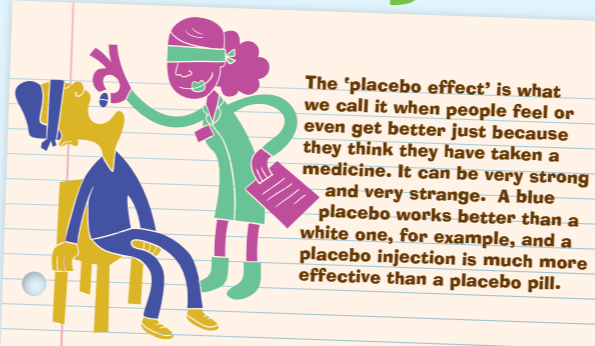 The 'placebo effect' is what
we call it when people feel or
even get better just because
they think they have taken a
medicine. It can be very strong
and very strange. A blue
placebo works better than a
white one, for example, and a
placebo injection is much more
effective than a placebo pill.